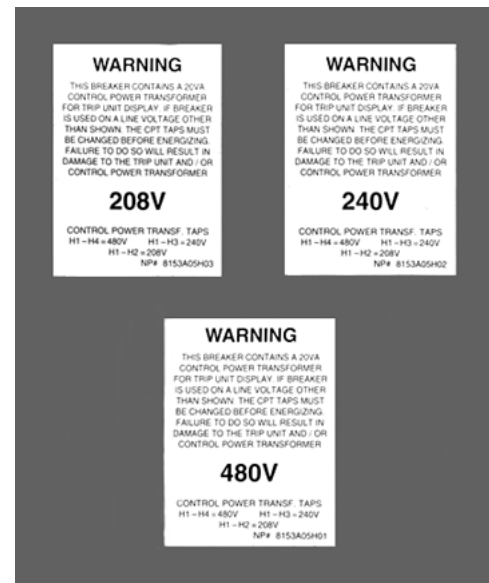 WARNING
THIS BREAKER CONTAINS A 20VA
CONTROL POWER TRANSFORMER
FOR TRIP UNIT DISPLAY. IF BREAKER
IS USED ON A LINE VOLTAGE OTHER
THAN SHOWN. THE CPT TAPS MUST
BE CHANGED BEFORE ENERGIZING.
FAILURE TO DO SO WILL RESULT IN
DAMAGE TO THE TRIP UNIT AND / OR
CONTROL POWER TRANSFORMER
208V
CONTROL POWER TRANSF. TAPS
H1 – H4 = 480V H1 – H3 = 240V
H1 – H2 = 208V
NP# 8153A05H03
WARNING
THIS BREAKER CONTAINS A 20VA
CONTROL POWER TRANSFORMER
FOR TRIP UNIT DISPLAY. IF BREAKER
IS USED ON A LINE VOLTAGE OTHER
THAN SHOWN. THE CPT TAPS MUST
BE CHANGED BEFORE ENERGIZING.
FAILURE TO DO SO WILL RESULT IN
DAMAGE TO THE TRIP UNIT AND / OR
CONTROL POWER TRANSFORMER
240V
CONTROL POWER TRANSF. TAPS
H1 – H4 = 480V H1 – H3 = 240V
H1 – H2 = 208V
NP# 8153A05H02
WARNING
THIS BREAKER CONTAINS A 20VA
CONTROL POWER TRANSFORMER
FOR TRIP UNIT DISPLAY. IF BREAKER
IS USED ON A LINE VOLTAGE OTHER
THAN SHOWN. THE CPT TAPS MUST
BE CHANGED BEFORE ENERGIZING.
FAILURE TO DO SO WILL RESULT IN
DAMAGE TO THE TRIP UNIT AND / OR
CONTROL POWER TRANSFORMER
480V
CONTROL POWER TRANSF. TAPS
H1 – H4 = 480V H1 – H3 = 240V
H1 – H2 = 208V
NP# 8153A05H01